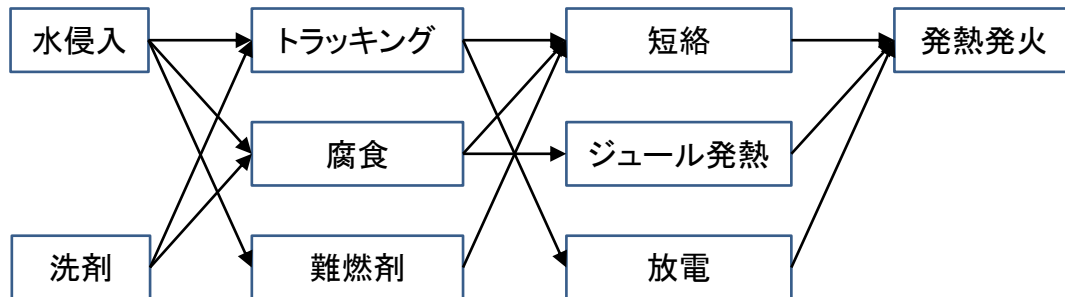 水侵入
トラッキング
短絡
発熱発火
腐食
ジュール発熱
洗剤
難燃剤
放電